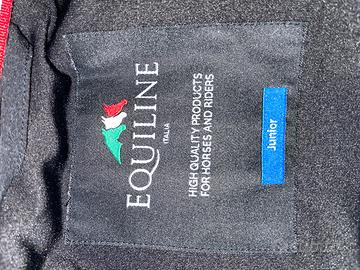 EQUILINE
ITALIA
HIGH QUALITY PRODUCTS
FOR HORSES AND RIDERS
Junior